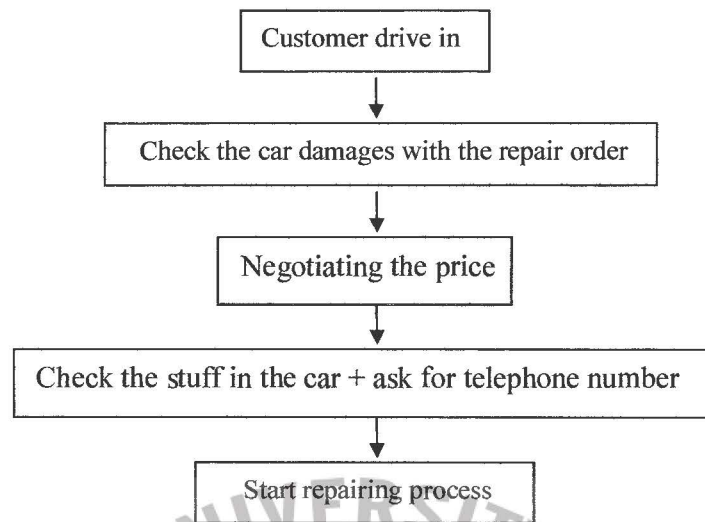 Customer drive in
Check the car damages with the repair order
Negotiating the price
Check the stuff in the car + ask for telephone number
Start repairing process
UNIVERSIT